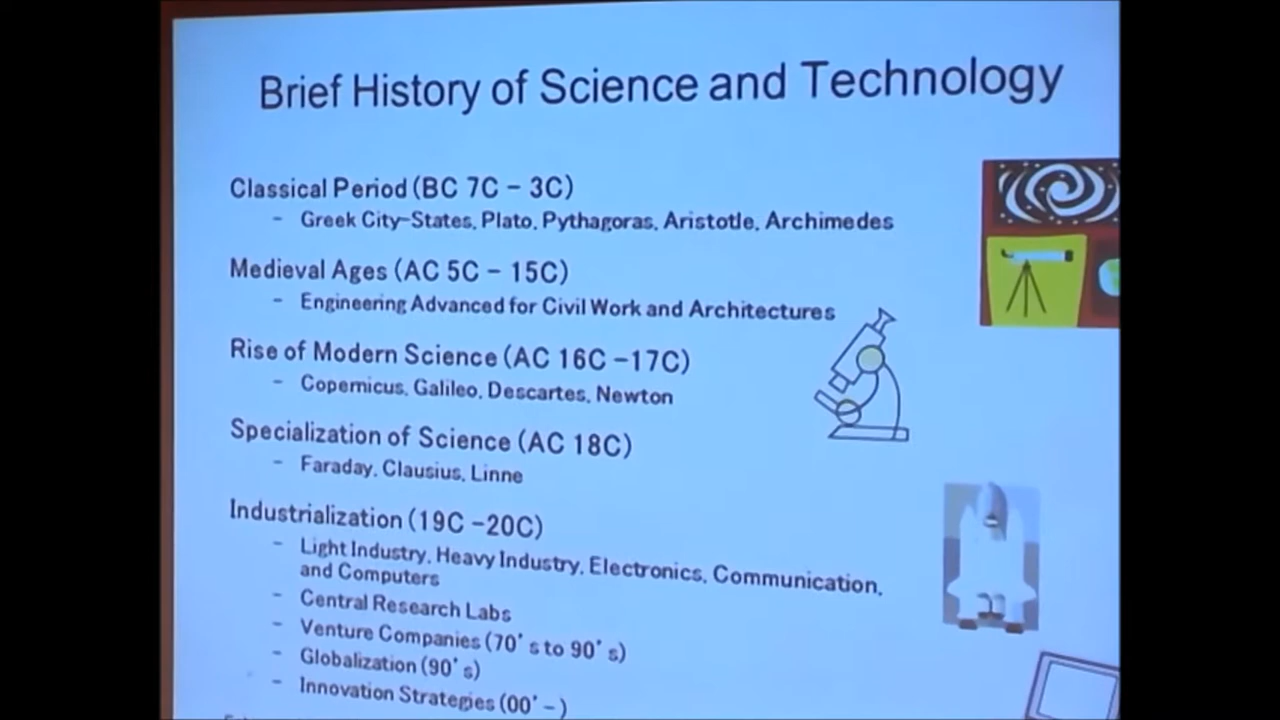 Brief History of Science and Technology
Classical Period (BC 7C - 3C)
- Greek City-States, Plato, Pythagoras, Aristotle, Archimedes
Medieval Ages (AC 5C - 15C)
- Engineering Advanced for Civil Work and Architectures
Rise of Modern Science (AC 16C -17C)
- Copernicus, Galileo, Descartes, Newton
Specialization of Science (AC 18C)
- Faraday, Clausius, Linne
Industrialization (19C -20C)
- Light Industry, Heavy Industry, Electronics, Communication,
and Computers
- Central Research Labs
- Venture Companies (70's to 90's)
- Globalization (90's)
- Innovation Strategies (00' - )